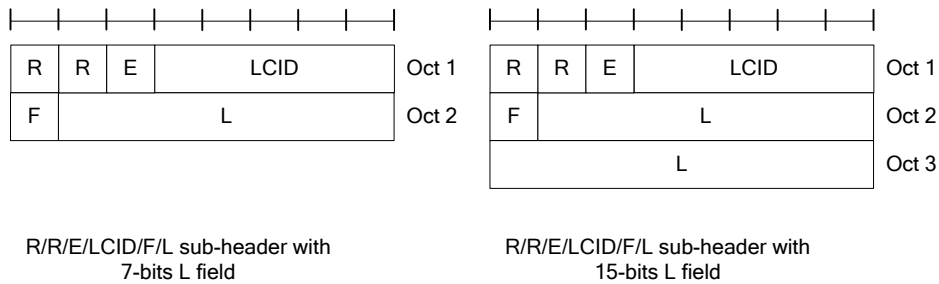 R R E LCID Oct 1
F L Oct 2
R/R/E/LCID/F/L sub-header with
7-bits L field
R R E LCID Oct 1
F L Oct 2
L Oct 3
R/R/E/LCID/F/L sub-header with
15-bits L field